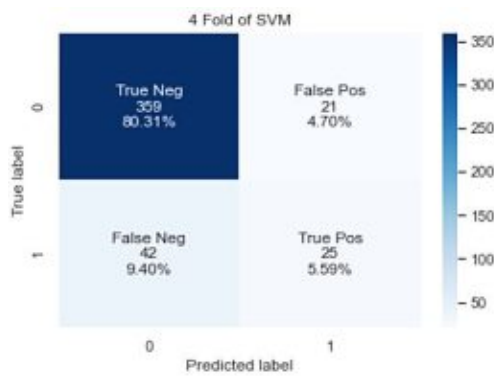 4 Fold of SVM
True Neg
359
80.31%
False Pos
21
4.70%
False Neg
42
9.40%
True Pos
25
5.59%
0
1
True label
0
1
Predicted label
350
300
250
200
150
100
50